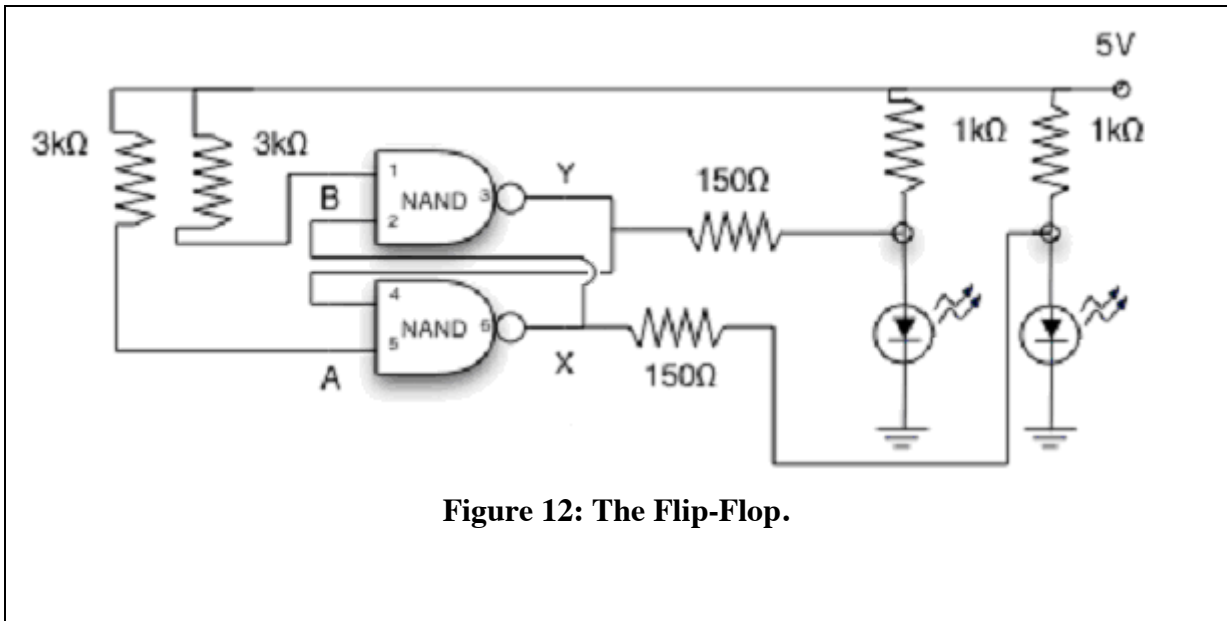 5V
3kΩ
3kΩ
1kΩ
1kΩ
B
1
2
NAND
3
Y
150Ω
4
5
NAND
6
A
X
150Ω
Figure 12: The Flip-Flop.